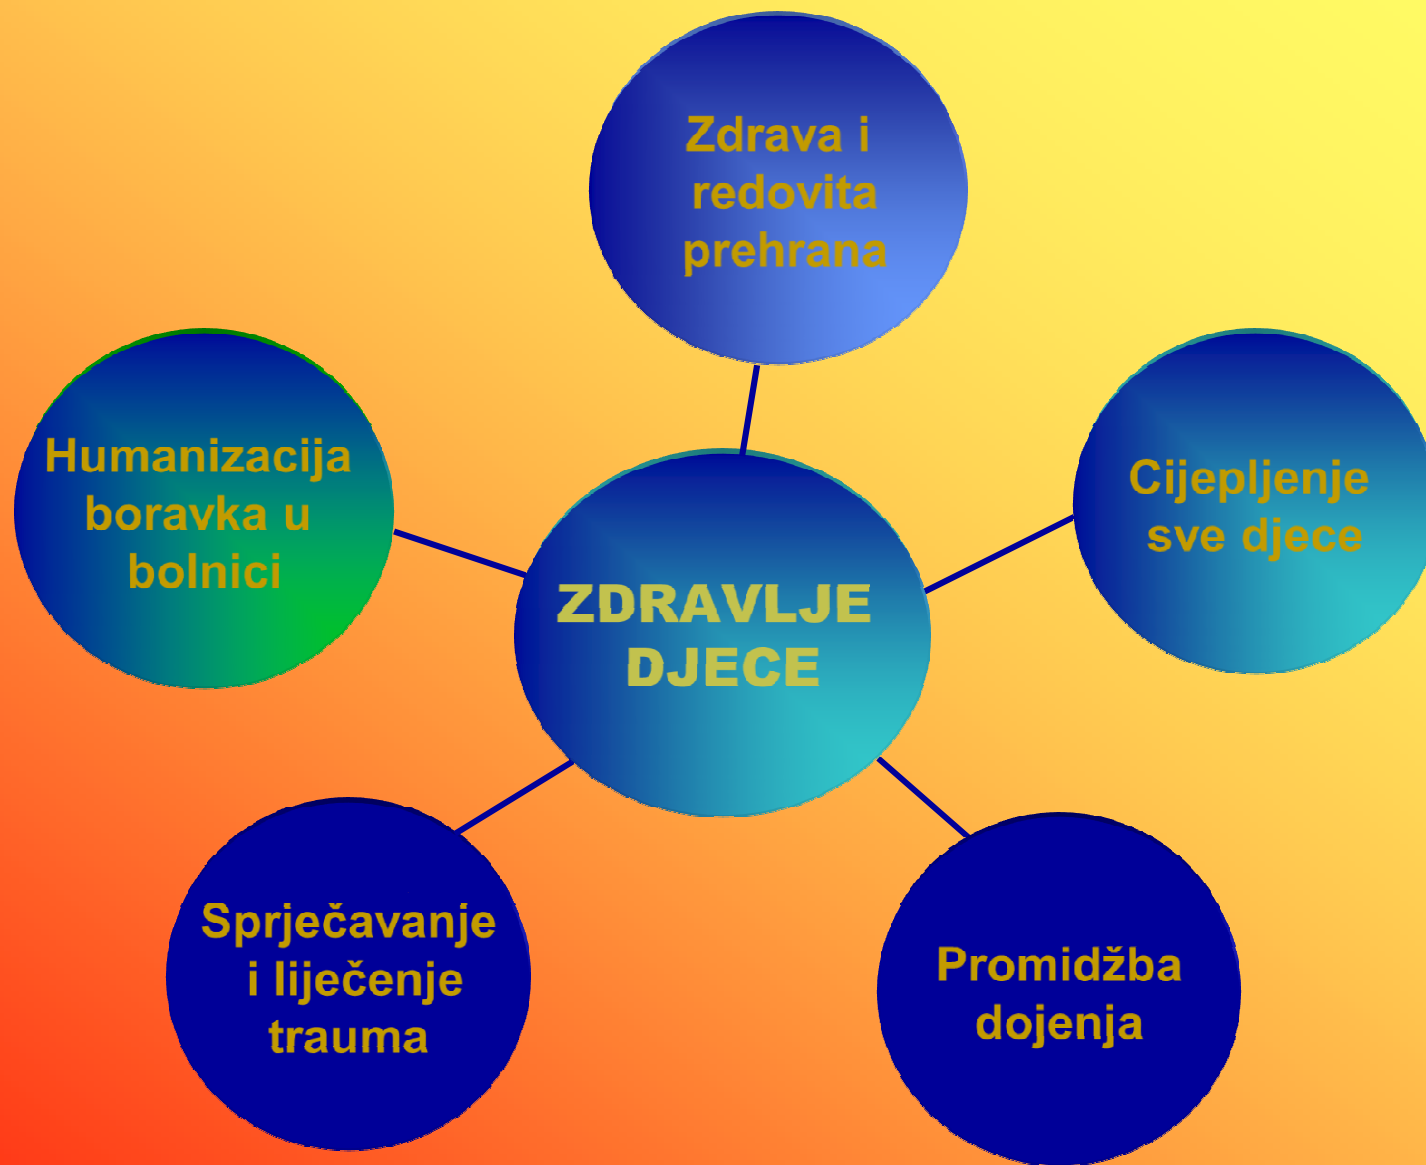 Zdrava i
redovita
prehrana
Humanizacija
boravka u
bolnici
Cijepljenje
sve djece
ZDRAVLJE
DJECE
Sprječavanje
i liječenje
trauma
Promidžba
dojenja